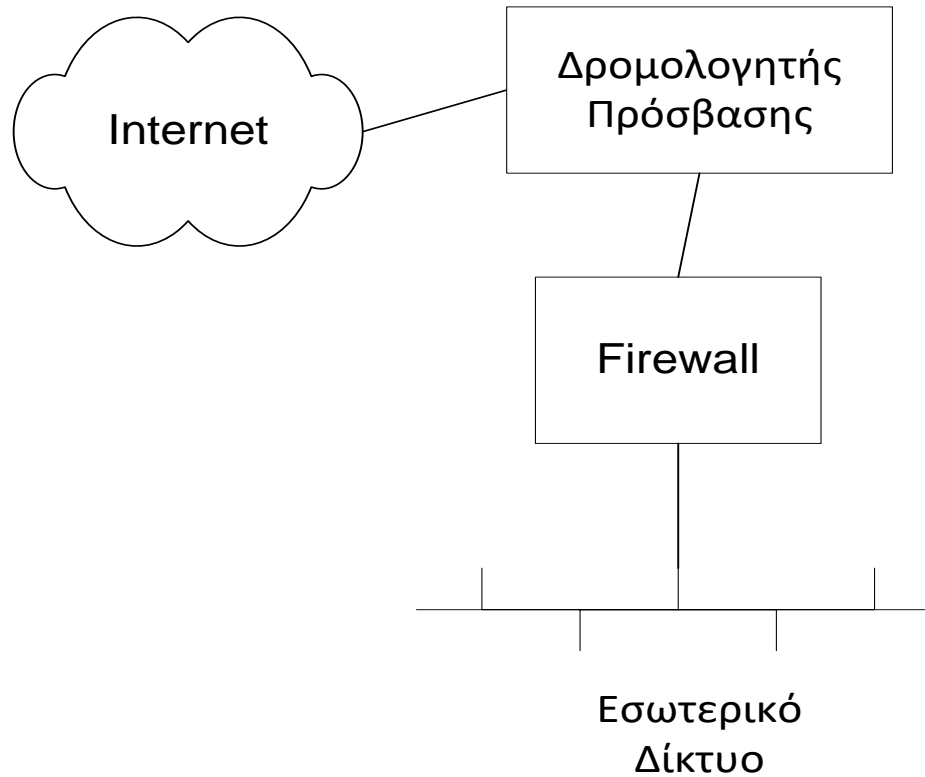 Internet
Δρομολογητής
Πρόσβασης
Firewall
Εσωτερικό
Δίκτυο